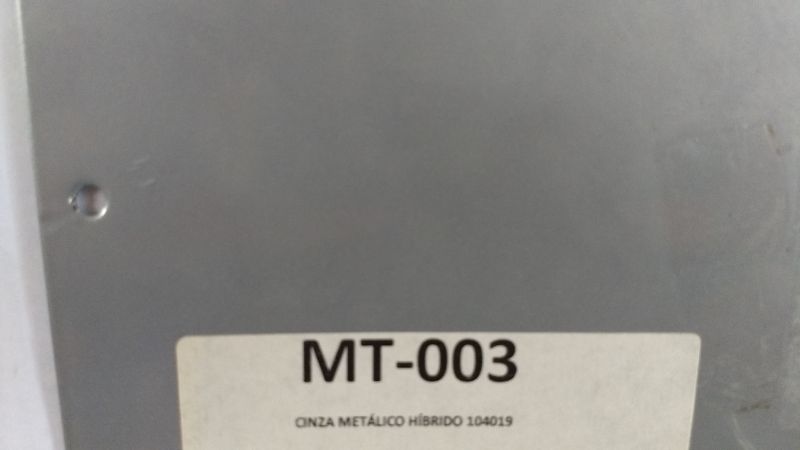 MT-003
CINZA METÁLICO HÍBRIDO 104019